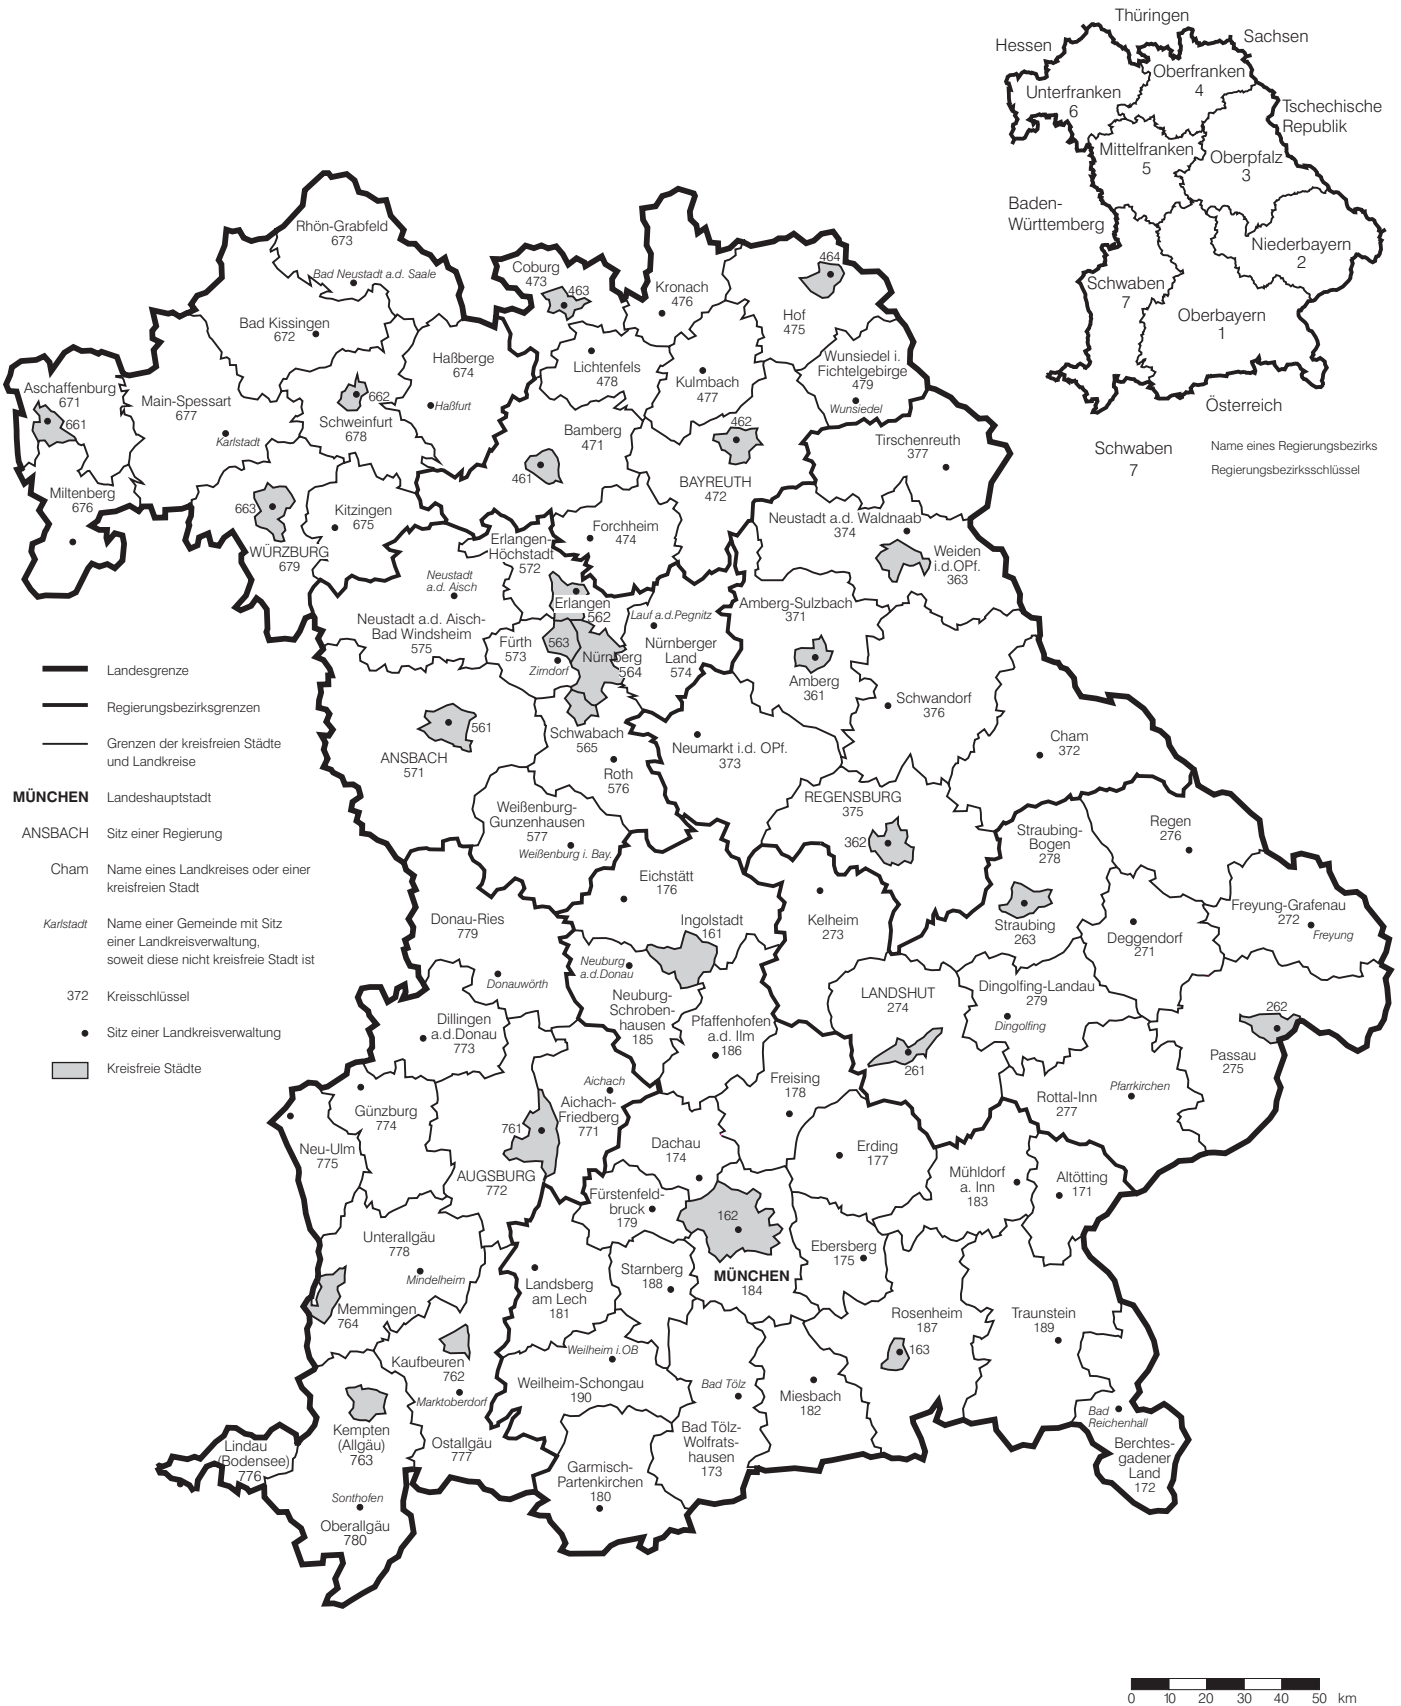 Thüringen
Hessen
Sachsen
Oberfranken
4
Unterfranken
6
Tschechische
Republik
Mittelfranken
5
Oberpfalz
3
Baden-
Württemberg
Niederbayern
2
Schwaben
7
Oberbayern
1
Österreich
Schwaben
7
Name eines Regierungsbezirks
Regierungsbezirksschlüssel
Rhön-Grabfeld
673
Bad Neustadt a.d. Saale
Coburg
473
463
464
Kronach
476
Hof
475
Bad Kissingen
672
Haßberge
674
Haßfurt
Lichtenfels
478
Kulmbach
477
Wunsiedel i.
Fichtelgebirge
479
Wunsiedel
Aschaffenburg
671
661
Main-Spessart
677
Karlstadt
662
Schweinfurt
678
Bamberg
471
461
462
BAYREUTH
472
Tirschenreuth
377
Miltenberg
676
663
WÜRZBURG
679
Kitzingen
675
Erlangen-
Höchstadt
572
Forchheim
474
Neustadt a.d. Waldnaab
374
Weiden
i.d.OPf.
363
Neustadt
a.d. Aisch
Neustadt a.d. Aisch-
Bad Windsheim
575
Erlangen
562
Fürth
573
563
Zirndorf
Nürnberg
564
Lauf a.d.Pegnitz
Nürnberger
Land
574
Amberg-Sulzbach
371
Amberg
361
Schwandorf
376
Cham
372
Landesgrenze
Regierungsbezirksgrenzen
Grenzen der kreisfreien Städte
und Landkreise
MÜNCHEN Landeshauptstadt
ANSBACH Sitz einer Regierung
Cham Name eines Landkreises oder einer
kreisfreien Stadt
Karlstadt Name einer Gemeinde mit Sitz
einer Landkreisverwaltung,
soweit diese nicht kreisfreie Stadt ist
372 Kreisschlüssel
Sitz einer Landkreisverwaltung
Kreisfreie Städte
561
ANSBACH
571
Schwabach
565
Roth
576
Neumarkt i.d. OPf.
373
Weißenburg-
Gunzenhausen
577
Weißenburg i. Bay.
REGENSBURG
375
362
Straubing-
Bogen
278
Regen
276
Straubing
263
Deggendorf
271
Freyung-Grafenau
272
Freyung
Eichstätt
176
Ingolstadt
161
Kelheim
273
Donau-Ries
779
Donauwörth
Neuburg
a.d.Donau
Neuburg-
Schroben-
hausen
185
Pfaffenhofen
a.d. Ilm
186
LANDSHUT
274
261
Dingolfing-Landau
279
Dingolfing
262
Passau
275
Rottal-Inn
277
Pfarrkirchen
Dillingen
a.d.Donau
773
Aichach
Aichach-
Friedberg
771
Freising
178
Günzburg
774
Neu-Ulm
775
761
AUGSBURG
772
Dachau
174
Erding
177
Mühldorf
a. Inn
183
Altötting
171
Fürstenfeld-
bruck
179
162
MÜNCHEN
184
Ebersberg
175
Unterallgäu
778
Mindelheim
Landsberg
am Lech
181
Starnberg
188
Rosenheim
187
163
Traunstein
189
Memmingen
764
Kaufbeuren
762
Marktoberdorf
Weilheim i.OB
Weilheim-Schongau
190
Bad Tölz
Bad Tölz-
Wolfrats-
hausen
173
Miesbach
182
Bad
Reichenhall
Berchtes-
gadener
Land
172
Kempten
(Allgäu)
763
Ostallgäu
777
Lindau
(Bodensee)
776
Garmisch-
Partenkirchen
180
Sonthofen
Oberallgäu
780
0 10 20 30 40 50 km